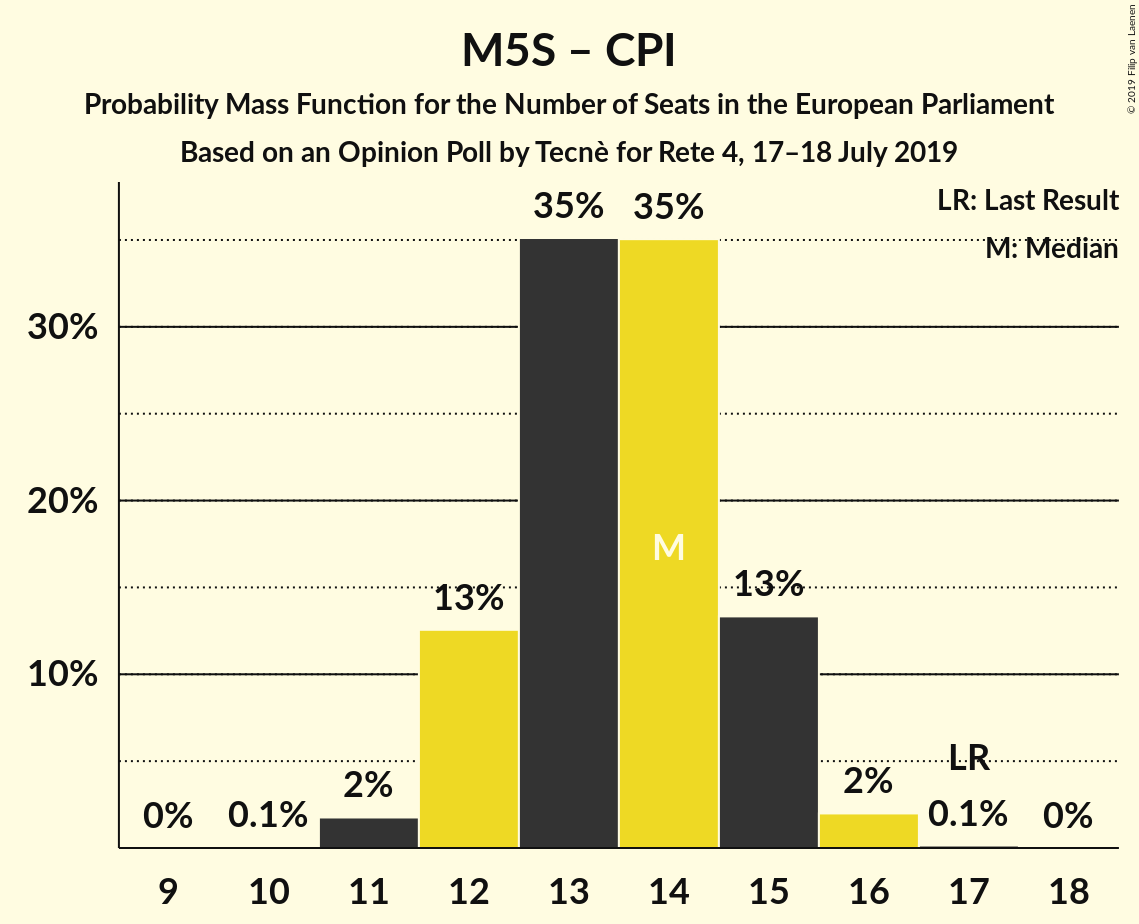 M5S – CPI
Probability Mass Function for the Number of Seats in the European Parliament
Based on an Opinion Poll by Tecnè for Rete 4, 17–18 July 2019
© 2019 Filip van Laenen
LR: Last Result
M: Median
35% 35%
30%
20%
10%
M
13% 13%
LR
0% 0.1% 2% 2% 0.1% 0%
9 10 11 12 13 14 15 16 17 18